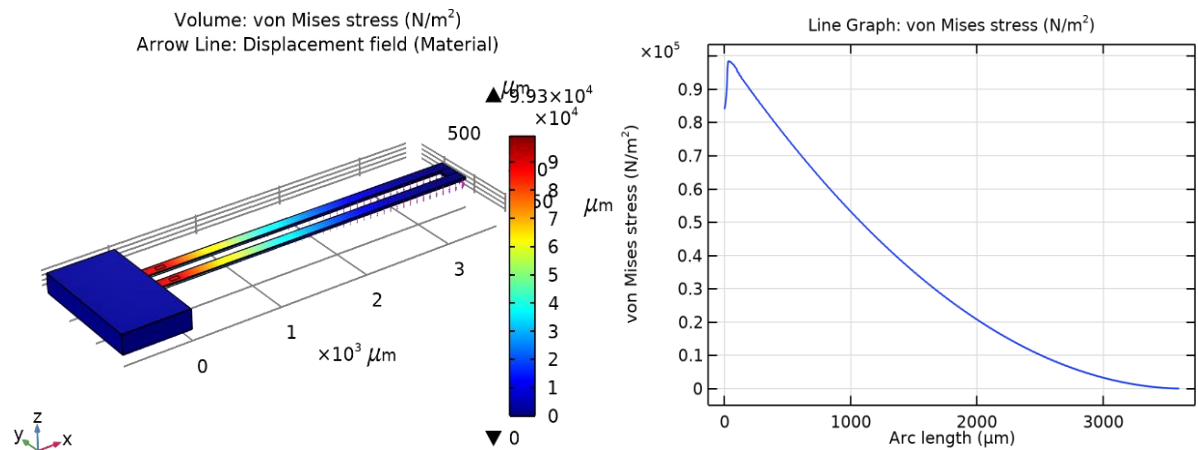 Volume: von Mises stress (N/m²)
Arrow Line: Displacement field (Material)
μm
▲ 9.93×10⁴
×10⁴
500
0
50
μm
9
8
7
6
5
4
3
2
1
0
▼ 0
3
2
1
0
×10³ μm
z
y
x
Line Graph: von Mises stress (N/m²)
×10⁵
0.9
0.8
0.7
0.6
0.5
0.4
0.3
0.2
0.1
0
von Mises stress (N/m²)
0 1000 2000 3000
Arc length (μm)